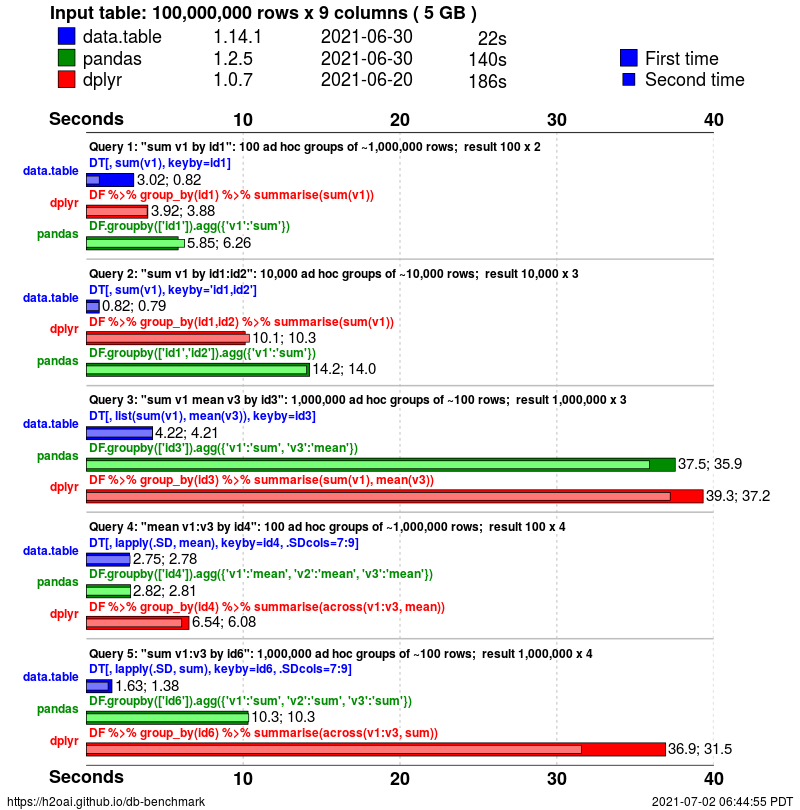 Input table: 100,000,000 rows x 9 columns ( 5 GB )
data.table 1.14.1 2021-06-30 22s
pandas 1.2.5 2021-06-30 140s First time
dplyr 1.0.7 2021-06-20 186s Second time
Seconds 10 20 30 40
Query 1: "sum v1 by id1": 100 ad hoc groups of ~1,000,000 rows; result 100 x 2
DT[, sum(v1), keyby=id1]
data.table 3.02; 0.82
DF %>% group_by(id1) %>% summarise(sum(v1))
dplyr 3.92; 3.88
DF.groupby(['id1']).agg({'v1':'sum'})
pandas 5.85; 6.26
Query 2: "sum v1 by id1:id2": 10,000 ad hoc groups of ~10,000 rows; result 10,000 x 3
DT[, sum(v1), keyby='id1,id2']
data.table 0.82; 0.79
DF %>% group_by(id1,id2) %>% summarise(sum(v1))
dplyr 10.1; 10.3
DF.groupby(['id1','id2']).agg({'v1':'sum'})
pandas 14.2; 14.0
Query 3: "sum v1 mean v3 by id3": 1,000,000 ad hoc groups of ~100 rows; result 1,000,000 x 3
DT[, list(sum(v1), mean(v3)), keyby=id3]
data.table 4.22; 4.21
DF.groupby(['id3']).agg({'v1':'sum', 'v3':'mean'})
pandas 37.5; 35.9
DF %>% group_by(id3) %>% summarise(sum(v1), mean(v3))
dplyr 39.3; 37.2
Query 4: "mean v1:v3 by id4": 100 ad hoc groups of ~1,000,000 rows; result 100 x 4
DT[, lapply(.SD, mean), keyby=id4, .SDcols=7:9]
data.table 2.75; 2.78
DF.groupby(['id4']).agg({'v1':'mean', 'v2':'mean', 'v3':'mean'})
pandas 2.82; 2.81
DF %>% group_by(id4) %>% summarise(across(v1:v3, mean))
dplyr 6.54; 6.08
Query 5: "sum v1:v3 by id6": 1,000,000 ad hoc groups of ~100 rows; result 1,000,000 x 4
DT[, lapply(.SD, sum), keyby=id6, .SDcols=7:9]
data.table 1.63; 1.38
DF.groupby(['id6']).agg({'v1':'sum', 'v2':'sum', 'v3':'sum'})
pandas 10.3; 10.3
DF %>% group_by(id6) %>% summarise(across(v1:v3, sum))
dplyr 36.9; 31.5
Seconds 10 20 30 40
https://h2oai.github.io/db-benchmark 2021-07-02 06:44:55 PDT